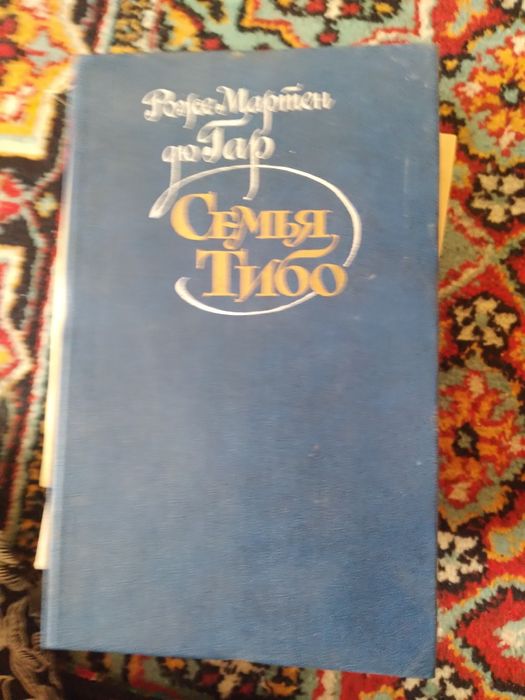 Роже Мартен
дю Гар
Семья
Тибо